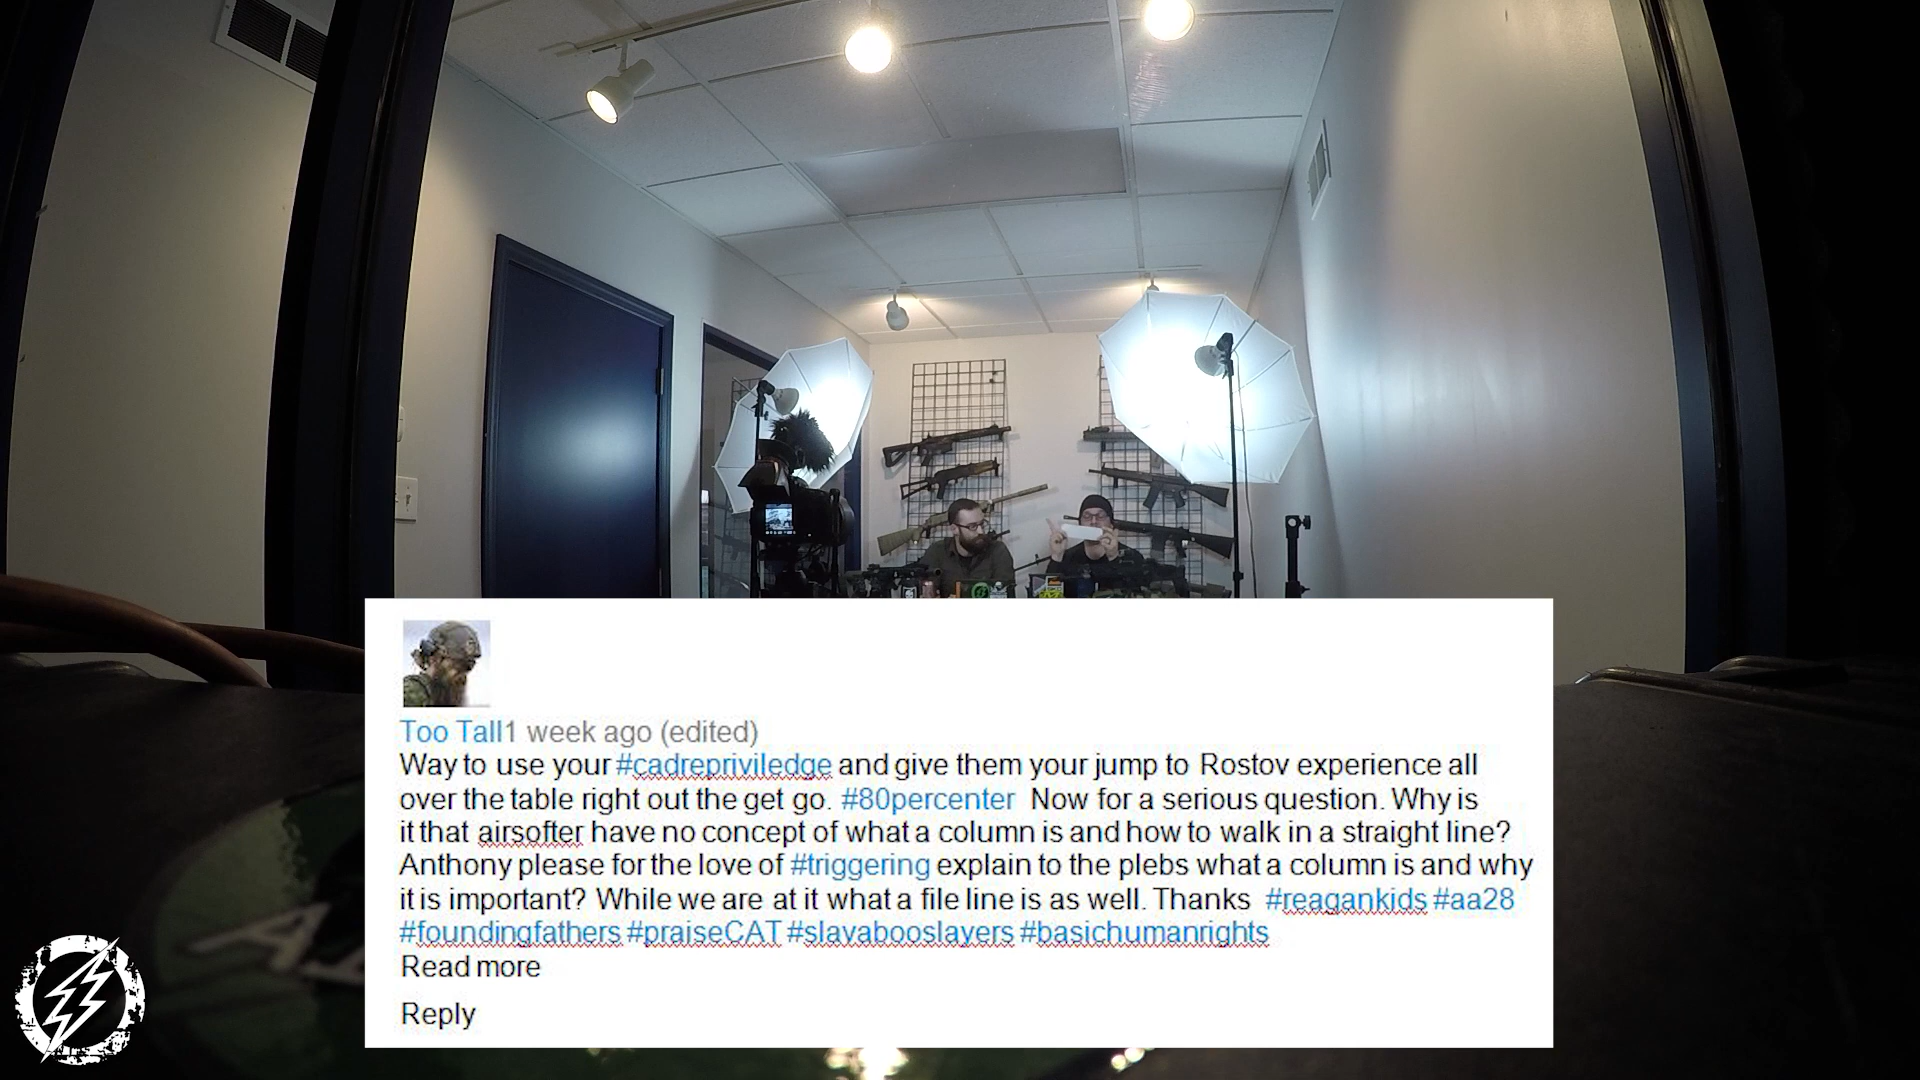 Too Tall1 week ago (edited)
Way to use your #cadrepriviledge and give them your jump to Rostov experience all
over the table right out the get go. #80percenter Now for a serious question. Why is
it that airsofter have no concept of what a column is and how to walk in a straight line?
Anthony please for the love of #triggering explain to the plebs what a column is and why
it is important? While we are at it what a file line is as well. Thanks #reagankids #aa28
#foundingfathers #praiseCAT #slavabooslayers #basichumanrights
Read more
Reply